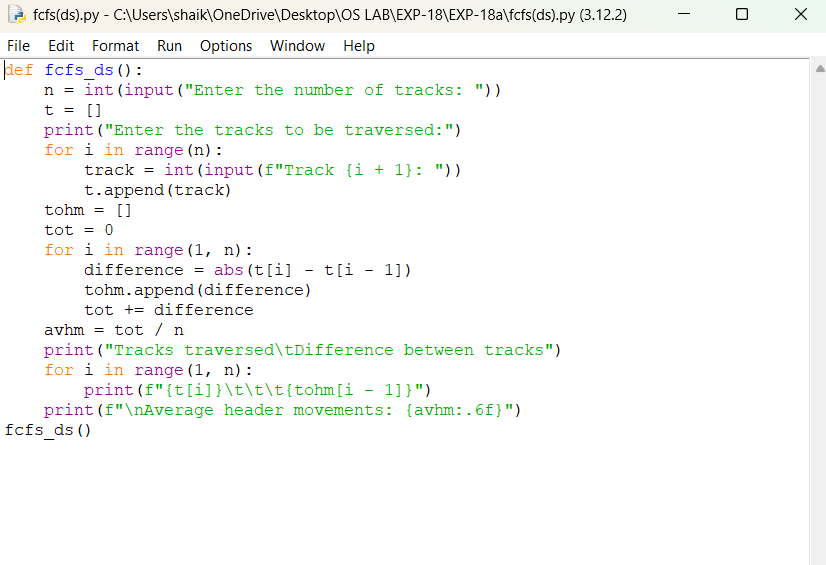 fcfs(ds).py - C:\Users\shaik\OneDrive\Desktop\OS LAB\EXP-18\EXP-18a\fcfs(ds).py (3.12.2)
File Edit Format Run Options Window Help
def fcfs_ds():
    n = int(input("Enter the number of tracks: "))
    t = []
    print("Enter the tracks to be traversed:")
    for i in range(n):
        track = int(input(f"Track {i + 1}: "))
        t.append(track)
    tohm = []
    tot = 0
    for i in range(1, n):
        difference = abs(t[i] - t[i - 1])
        tohm.append(difference)
        tot += difference
    avhm = tot / n
    print("Tracks traversed\tDifference between tracks")
    for i in range(1, n):
        print(f"{t[i]}\t\t\t{tohm[i - 1]}")
    print(f"\nAverage header movements: {avhm:.6f}")
fcfs_ds()